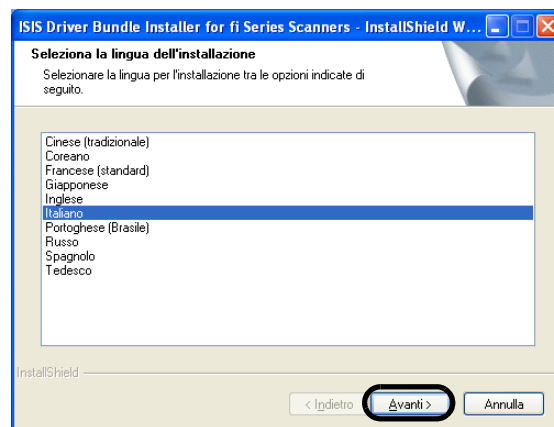 ISIS Driver Bundle Installer for fi Series Scanners - InstallShield W...
Seleziona la lingua dell'installazione
Selezionare la lingua per l'installazione tra le opzioni indicate di
seguito.
Cinese (tradizionale)
Coreano
Francese (standard)
Giapponese
Inglese
Italiano
Portoghese (Brasile)
Russo
Spagnolo
Tedesco
InstallShield
< Indietro
Avanti >
Annulla